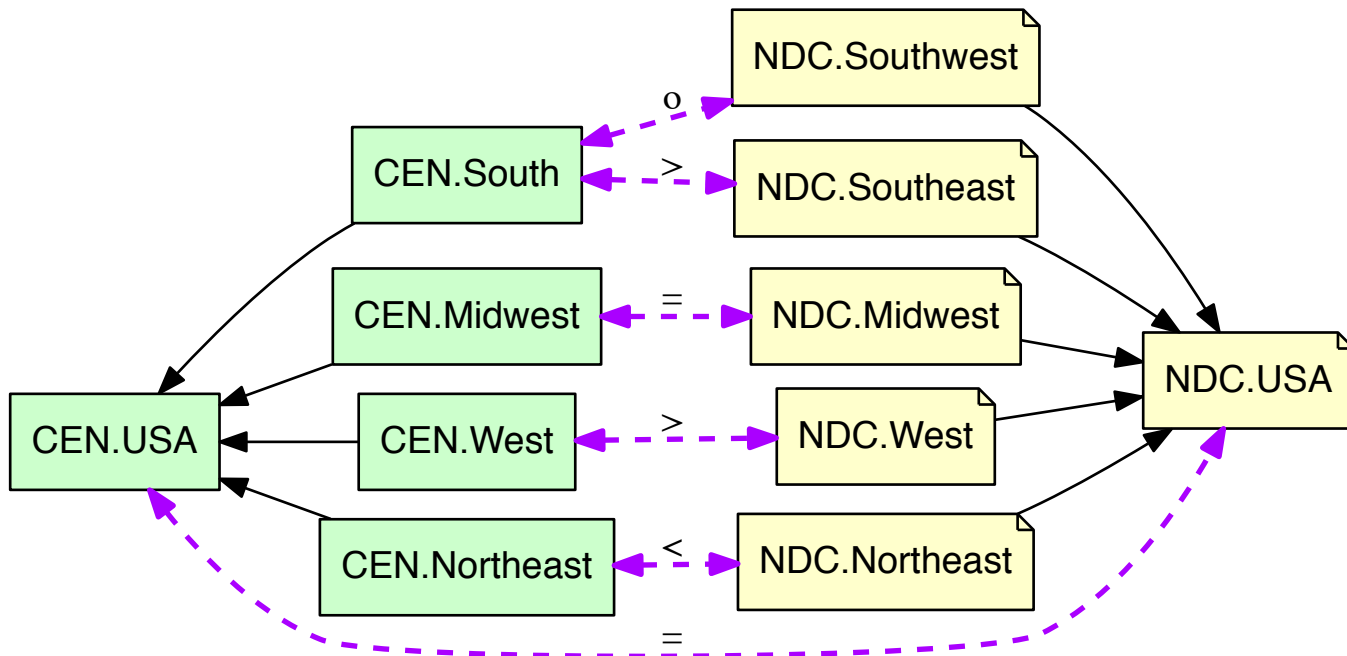 NDC.Southwest
o
CEN.South
>
NDC.Southeast
CEN.Midwest
≡
NDC.Midwest
NDC.USA
CEN.USA
CEN.West
>
NDC.West
CEN.Northeast
<
NDC.Northeast
≡